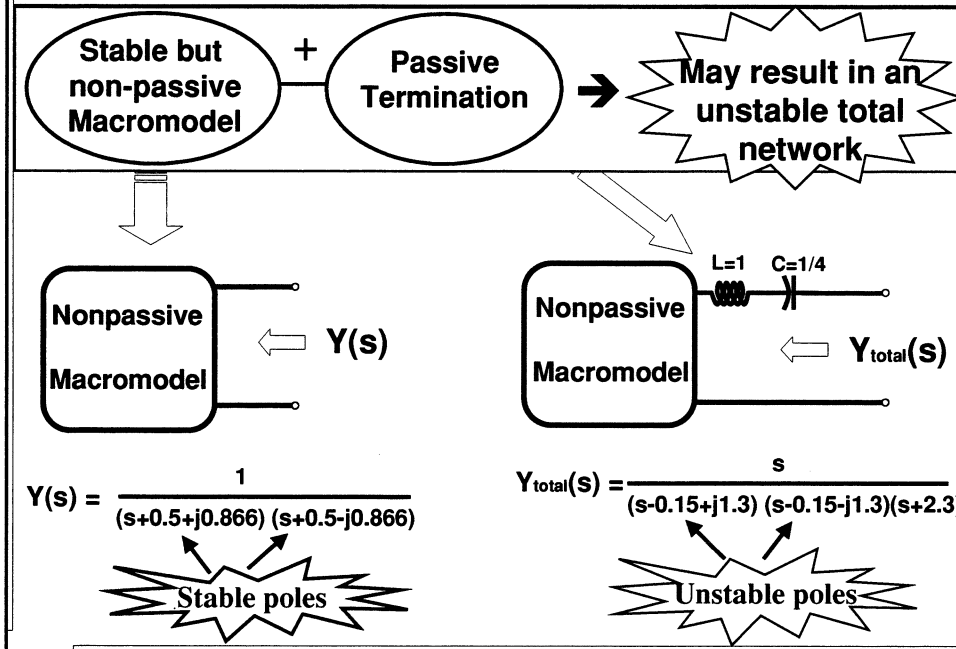 Stable but
non-passive
Macromodel
+
Passive
Termination
May result in an
unstable total
network
L=1 C=1/4
Nonpassive
Macromodel
Y(s)
Nonpassive
Macromodel
Ytotal(s)
Y(s) = 1
(s+0.5+j0.866) (s+0.5-j0.866)
Ytotal(s) = s
(s-0.15+j1.3) (s-0.15-j1.3)(s+2.3)
Stable poles
Unstable poles